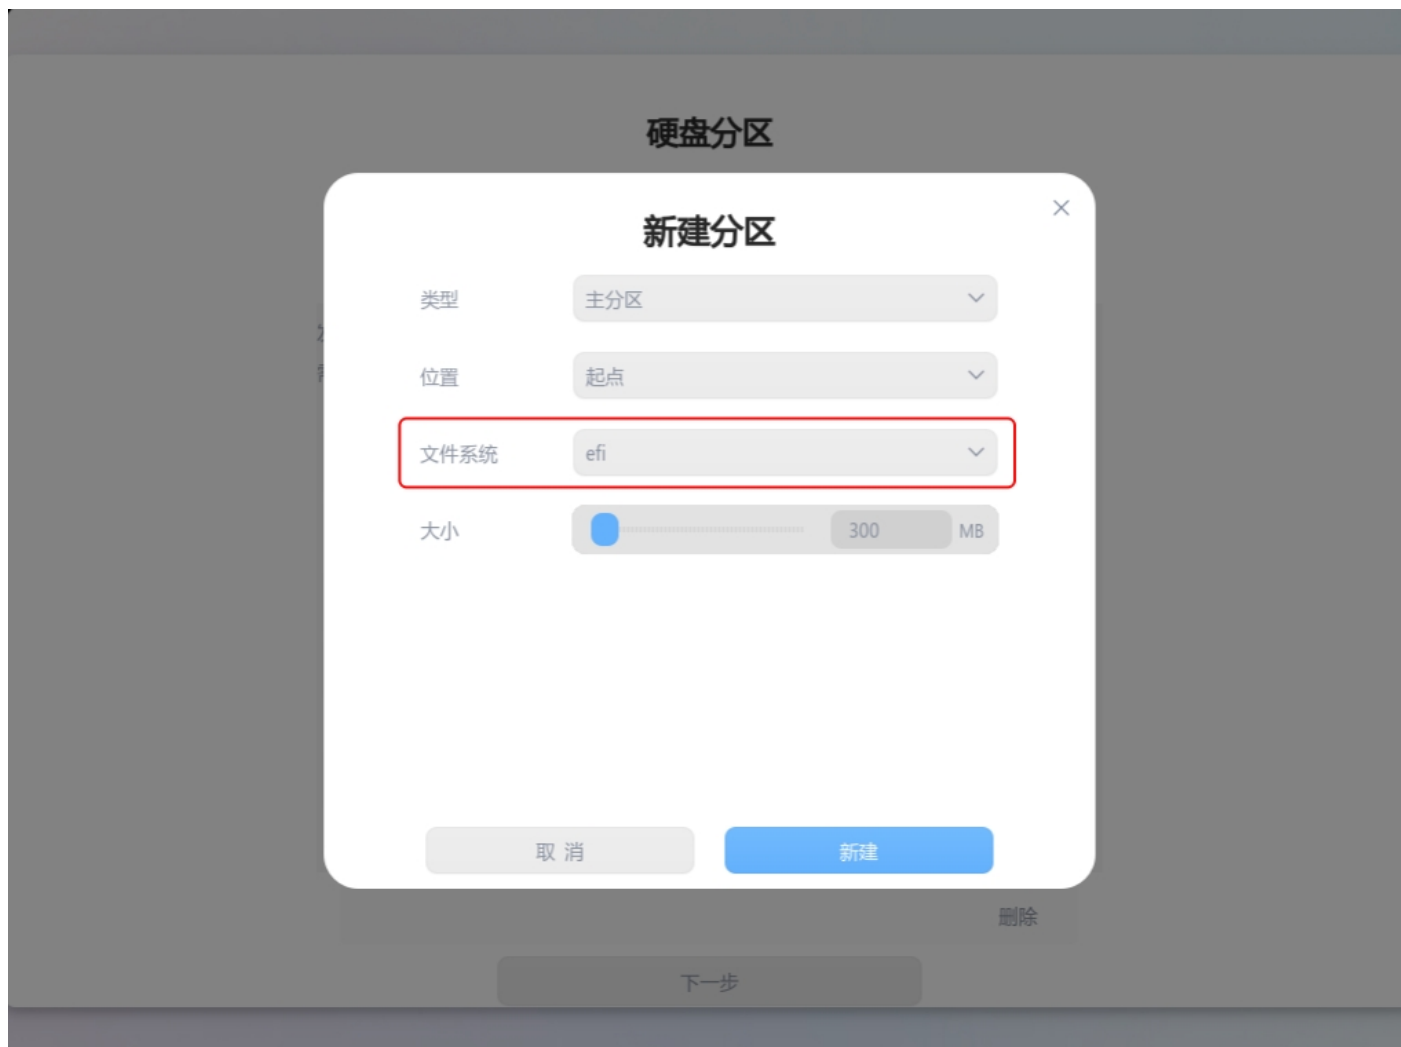 硬盘分区
新建分区
类型 主分区
位置 起点
文件系统 efi
大小 300 MB
取 消 新建
删除
下一步